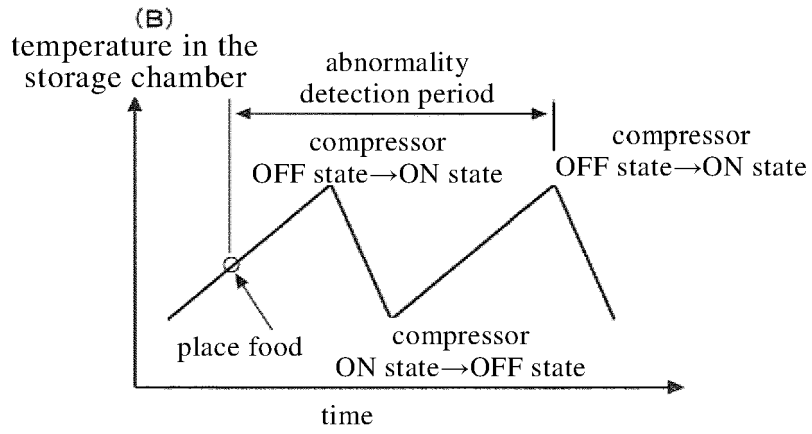 (B)
temperature in the
storage chamber
abnormality
detection period
compressor
OFF state→ON state
compressor
OFF state→ON state
place food
compressor
ON state→OFF state
time